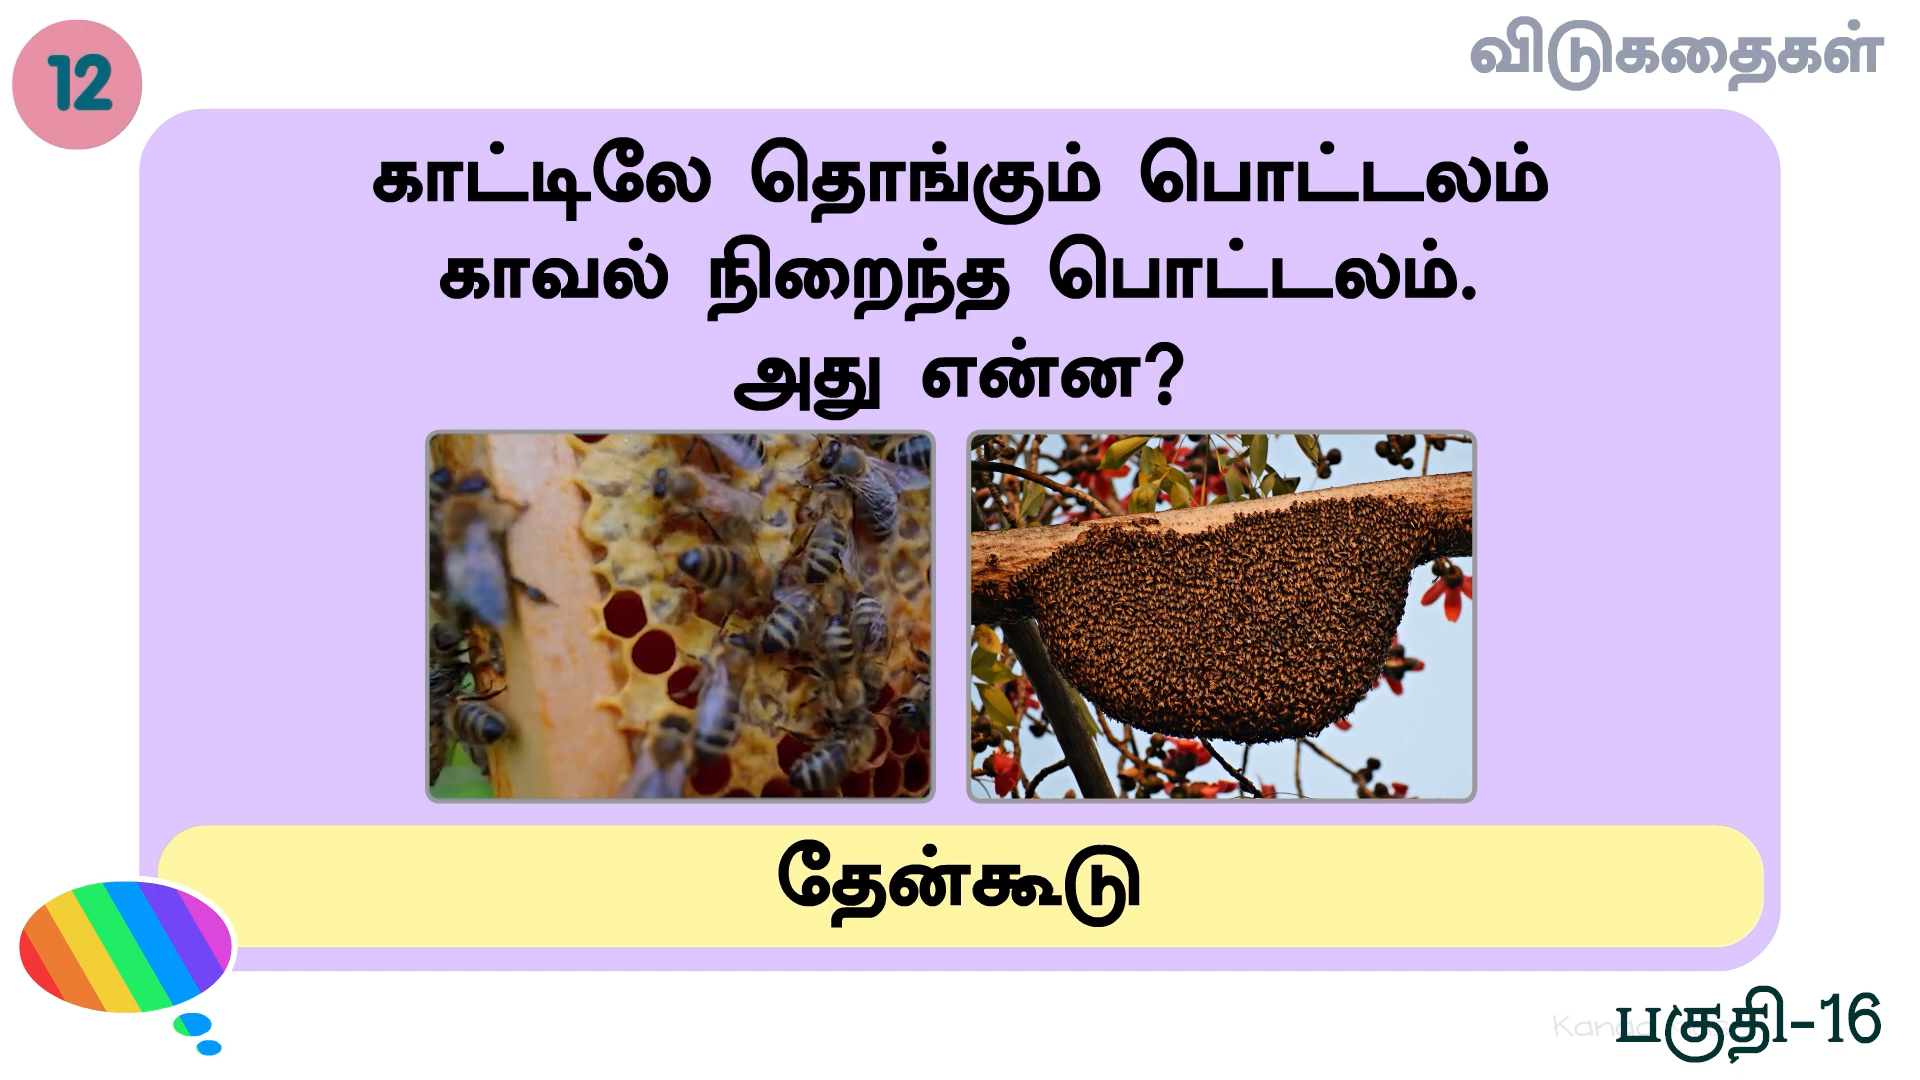 12
விடுகதைகள்
காட்டிலே தொங்கும் பொட்டலம்
காவல் நிறைந்த பொட்டலம்.
அது என்ன?
தேன்கூடு
பகுதி-16